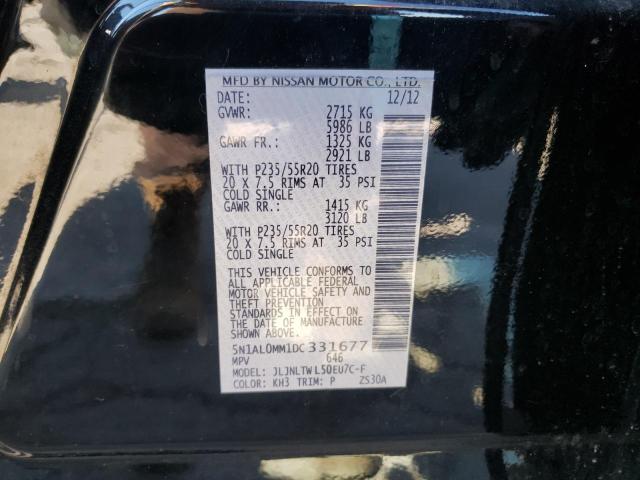 MFD BY NISSAN MOTOR CO., LTD.
DATE: 12/12
GVWR: 2715 KG
5986 LB
GAWR FR.: 1325 KG
2921 LB
WITH P235/55R20 TIRES
20 X 7.5 RIMS AT 35 PSI
COLD SINGLE
GAWR RR.: 1415 KG
3120 LB
WITH P235/55R20 TIRES
20 X 7.5 RIMS AT 35 PSI
COLD SINGLE
THIS VEHICLE CONFORMS TO
ALL APPLICABLE FEDERAL
MOTOR VEHICLE SAFETY AND
THEFT PREVENTION
STANDARDS IN EFFECT ON
THE DATE OF MANUFACTURE
5N1AL0MM1DC331677
MPV 646
MODEL: JLJNLTWL50EU7C-F
COLOR: KH3 TRIM: P ZS30A